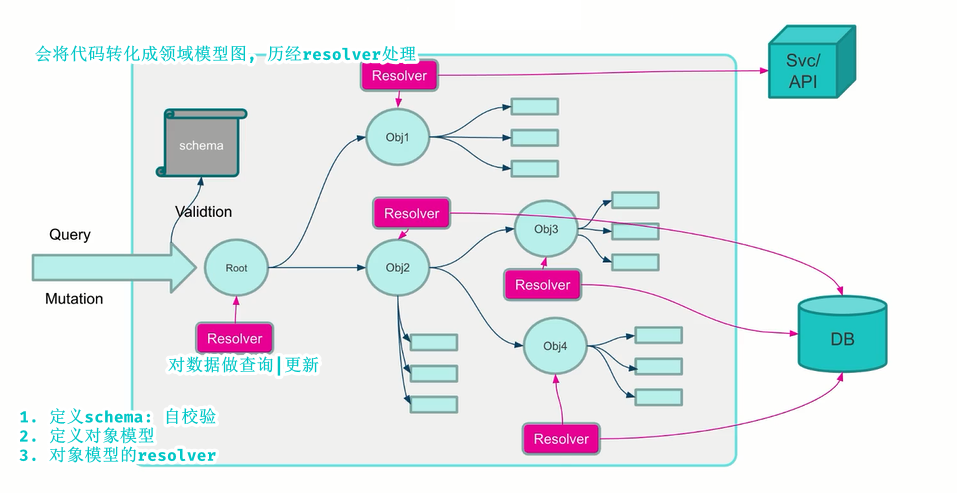 会将代码转化成领域模型图, 历经resolver处理
Svc/
API
Resolver
Obj1
schema
Validtion
Resolver
Query
Obj3
Root
Obj2
Resolver
Mutation
Resolver
对数据做查询|更新
Obj4
DB
1. 定义schema: 自校验
2. 定义对象模型
3. 对象模型的resolver
Resolver